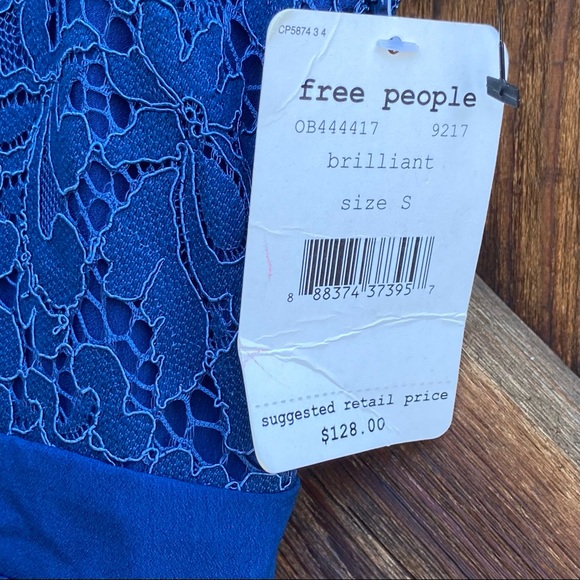 CP5874 3 4
free people
OB444417 9217
brilliant
size S
8 88374 37395 7
suggested retail price
$128.00